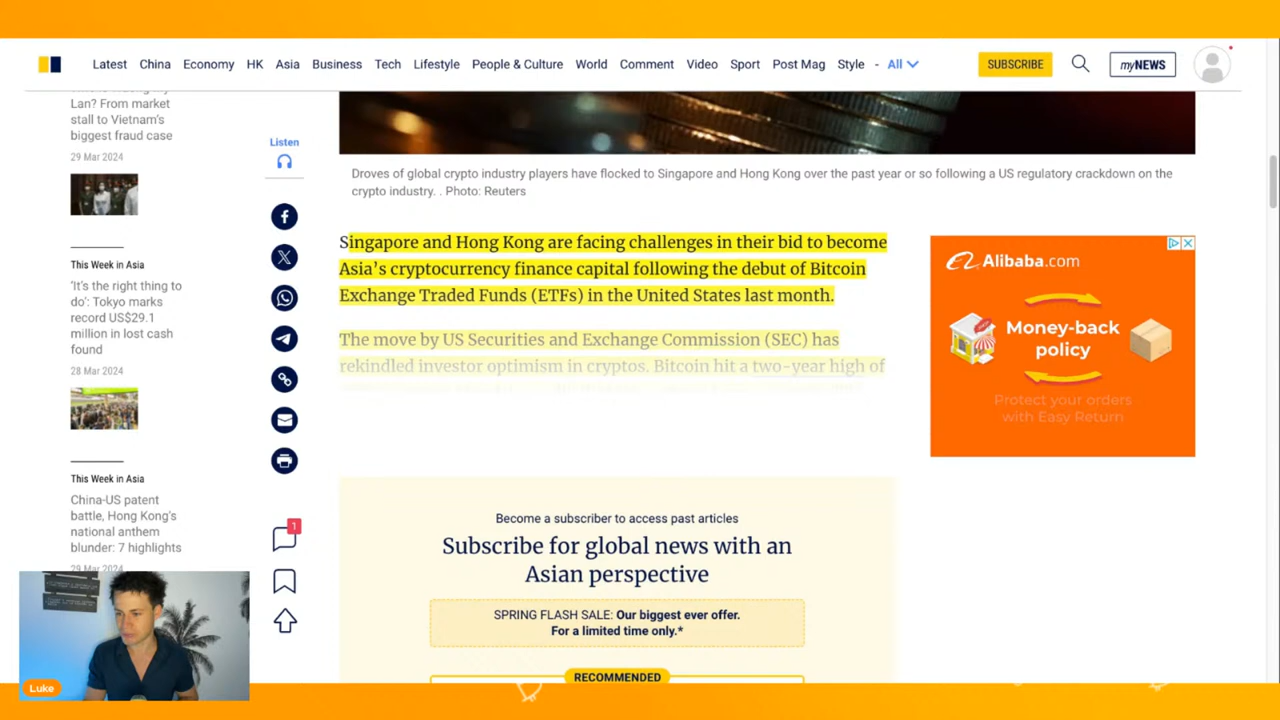 Latest China Economy HK Asia Business Tech Lifestyle People & Culture World Comment Video Sport Post Mag Style - All SUBSCRIBE myNEWS
Lan? From market
stall to Vietnam's
biggest fraud case
29 Mar 2024
This Week in Asia
'It's the right thing to
do': Tokyo marks
record US$29.1
million in lost cash
found
28 Mar 2024
This Week in Asia
China-US patent
battle, Hong Kong's
national anthem
blunder: 7 highlights
29 Mar 2024
Luke
Listen
1
Droves of global crypto industry players have flocked to Singapore and Hong Kong over the past year or so following a US regulatory crackdown on the
crypto industry. . Photo: Reuters
Singapore and Hong Kong are facing challenges in their bid to become
Asia's cryptocurrency finance capital following the debut of Bitcoin
Exchange Traded Funds (ETFs) in the United States last month.
The move by US Securities and Exchange Commission (SEC) has
rekindled investor optimism in cryptos. Bitcoin hit a two-year high of
Become a subscriber to access past articles
Subscribe for global news with an
Asian perspective
SPRING FLASH SALE: Our biggest ever offer.
For a limited time only.*
RECOMMENDED
Alibaba.com
Money-back
policy
Protect your orders
with Easy Return